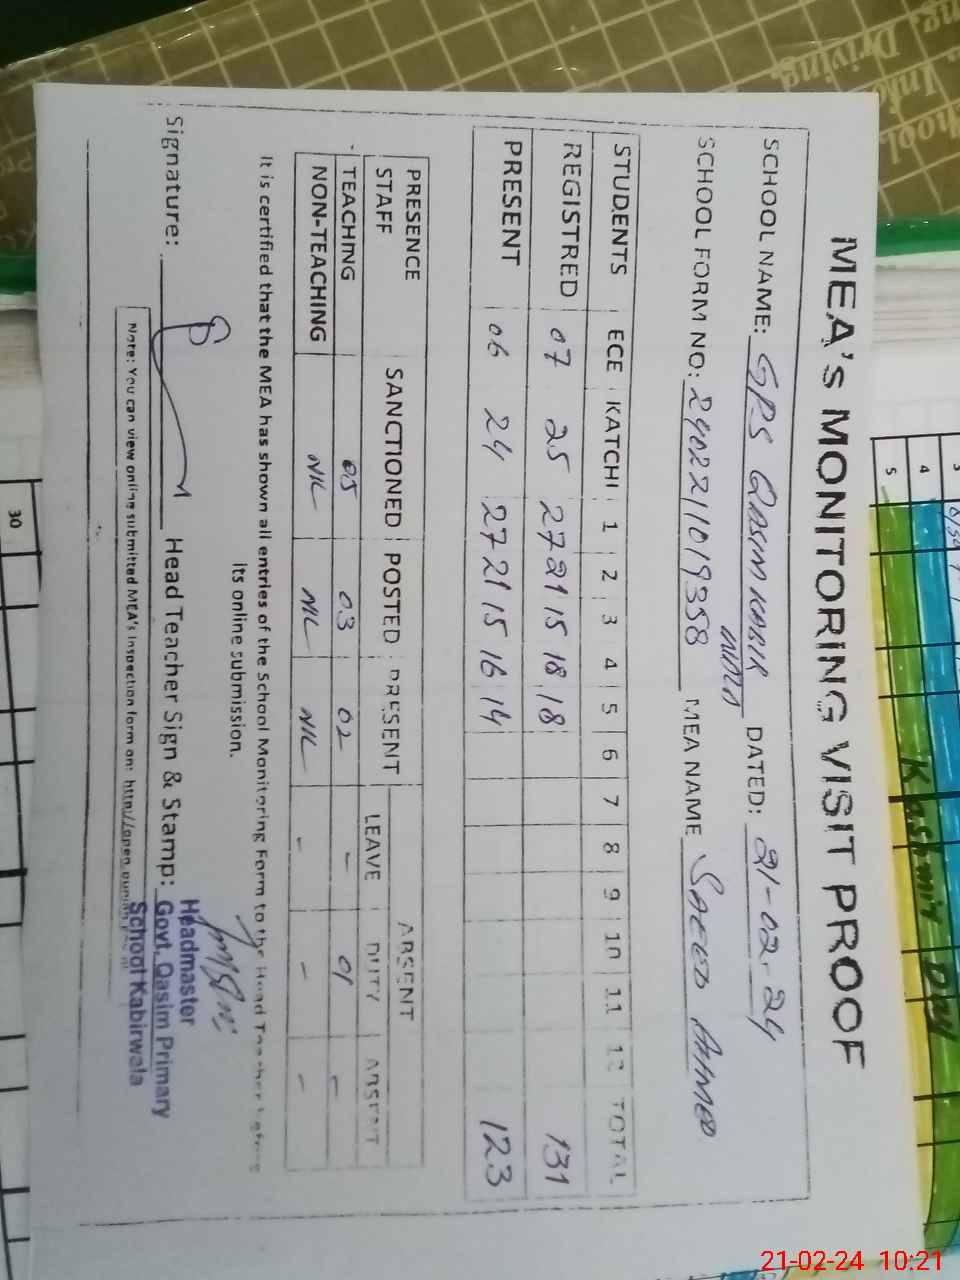 MEA'S MONITORING VISIT PROOF
SCHOOL NAME: GPS QASIM KABIR WALA DATED: 21-02-24
SCHOOL FORM NO: MEA NAME SAEED AHMED
STUDENTS ECE KATCHI 1 2 3 4 5 6 7 8 9 10 11 12 TOTAL
REGISTRED 07 25 27 21 15 18 18 131
PRESENT 06 24 27 21 15 16 14 123
PRESENCE ABSENT
STAFF SANCTIONED POSTED PRESENT LEAVE DUTY ABSENT
TEACHING 05 03 02 - 01 -
NON-TEACHING NIL NIL NIL - - -
It is certified that the MEA has shown all entries of the School Monitoring Form to the Head Teacher before
its online submission.
Signature: Head Teacher Sign & Stamp:
Headmaster
Govt. Qasim Primary
School Kabirwala
Note: You can view online submitted MEA's inspection form on: http://open
30
3
4
5
Kashmir Day
Driving,
21-02-24 10:21